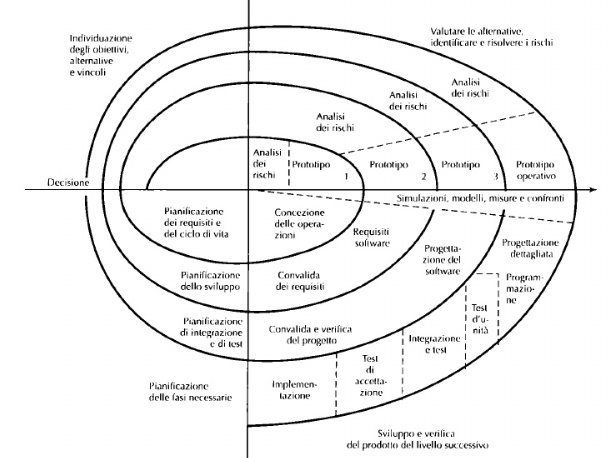 Individuazione
degli obiettivi,
alternative
e vincoli
Valutare le alternative,
identificare e risolvere i rischi
Analisi
dei rischi
Analisi
dei rischi
Analisi
dei rischi
Analisi
dei
rischi
Prototipo
1
Prototipo
2
Prototipo
3
Prototipo
operativo
Decisione
Simulazioni, modelli, misure e confronti
Pianificazione
dei requisiti e
del ciclo di vita
Concezione
delle opera-
zioni
Requisiti
software
Progetta-
zione del
software
Progettazione
dettagliata
Pianificazione
dello sviluppo
Convalida
dei requisiti
Program-
mazio-
ne
Pianificazione
di integrazione
e di test
Convalida e verifica
del progetto
Integrazione
e test
Test
d'u-
nità
Pianificazione
delle fasi necessarie
Implemen-
tazione
Test
di
accetta-
zione
Sviluppo e verifica
del prodotto del livello successivo